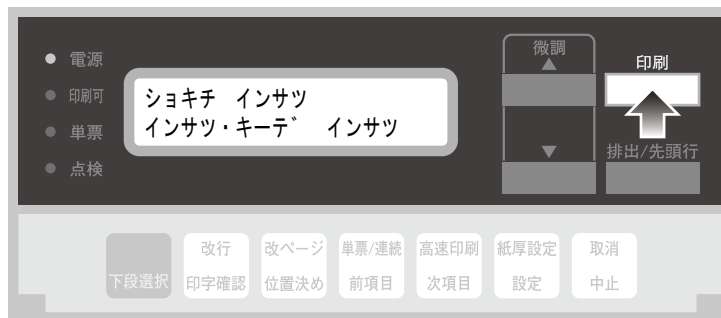 電源
印刷可
単票
点検
ショキチ インサツ
インサツ・キーデ゛ インサツ
微調
▲
▼
印刷
排出/先頭行
下段選択
改行
印字確認
改ページ
位置決め
単票/連続
前項目
高速印刷
次項目
紙厚設定
設定
取消
中止